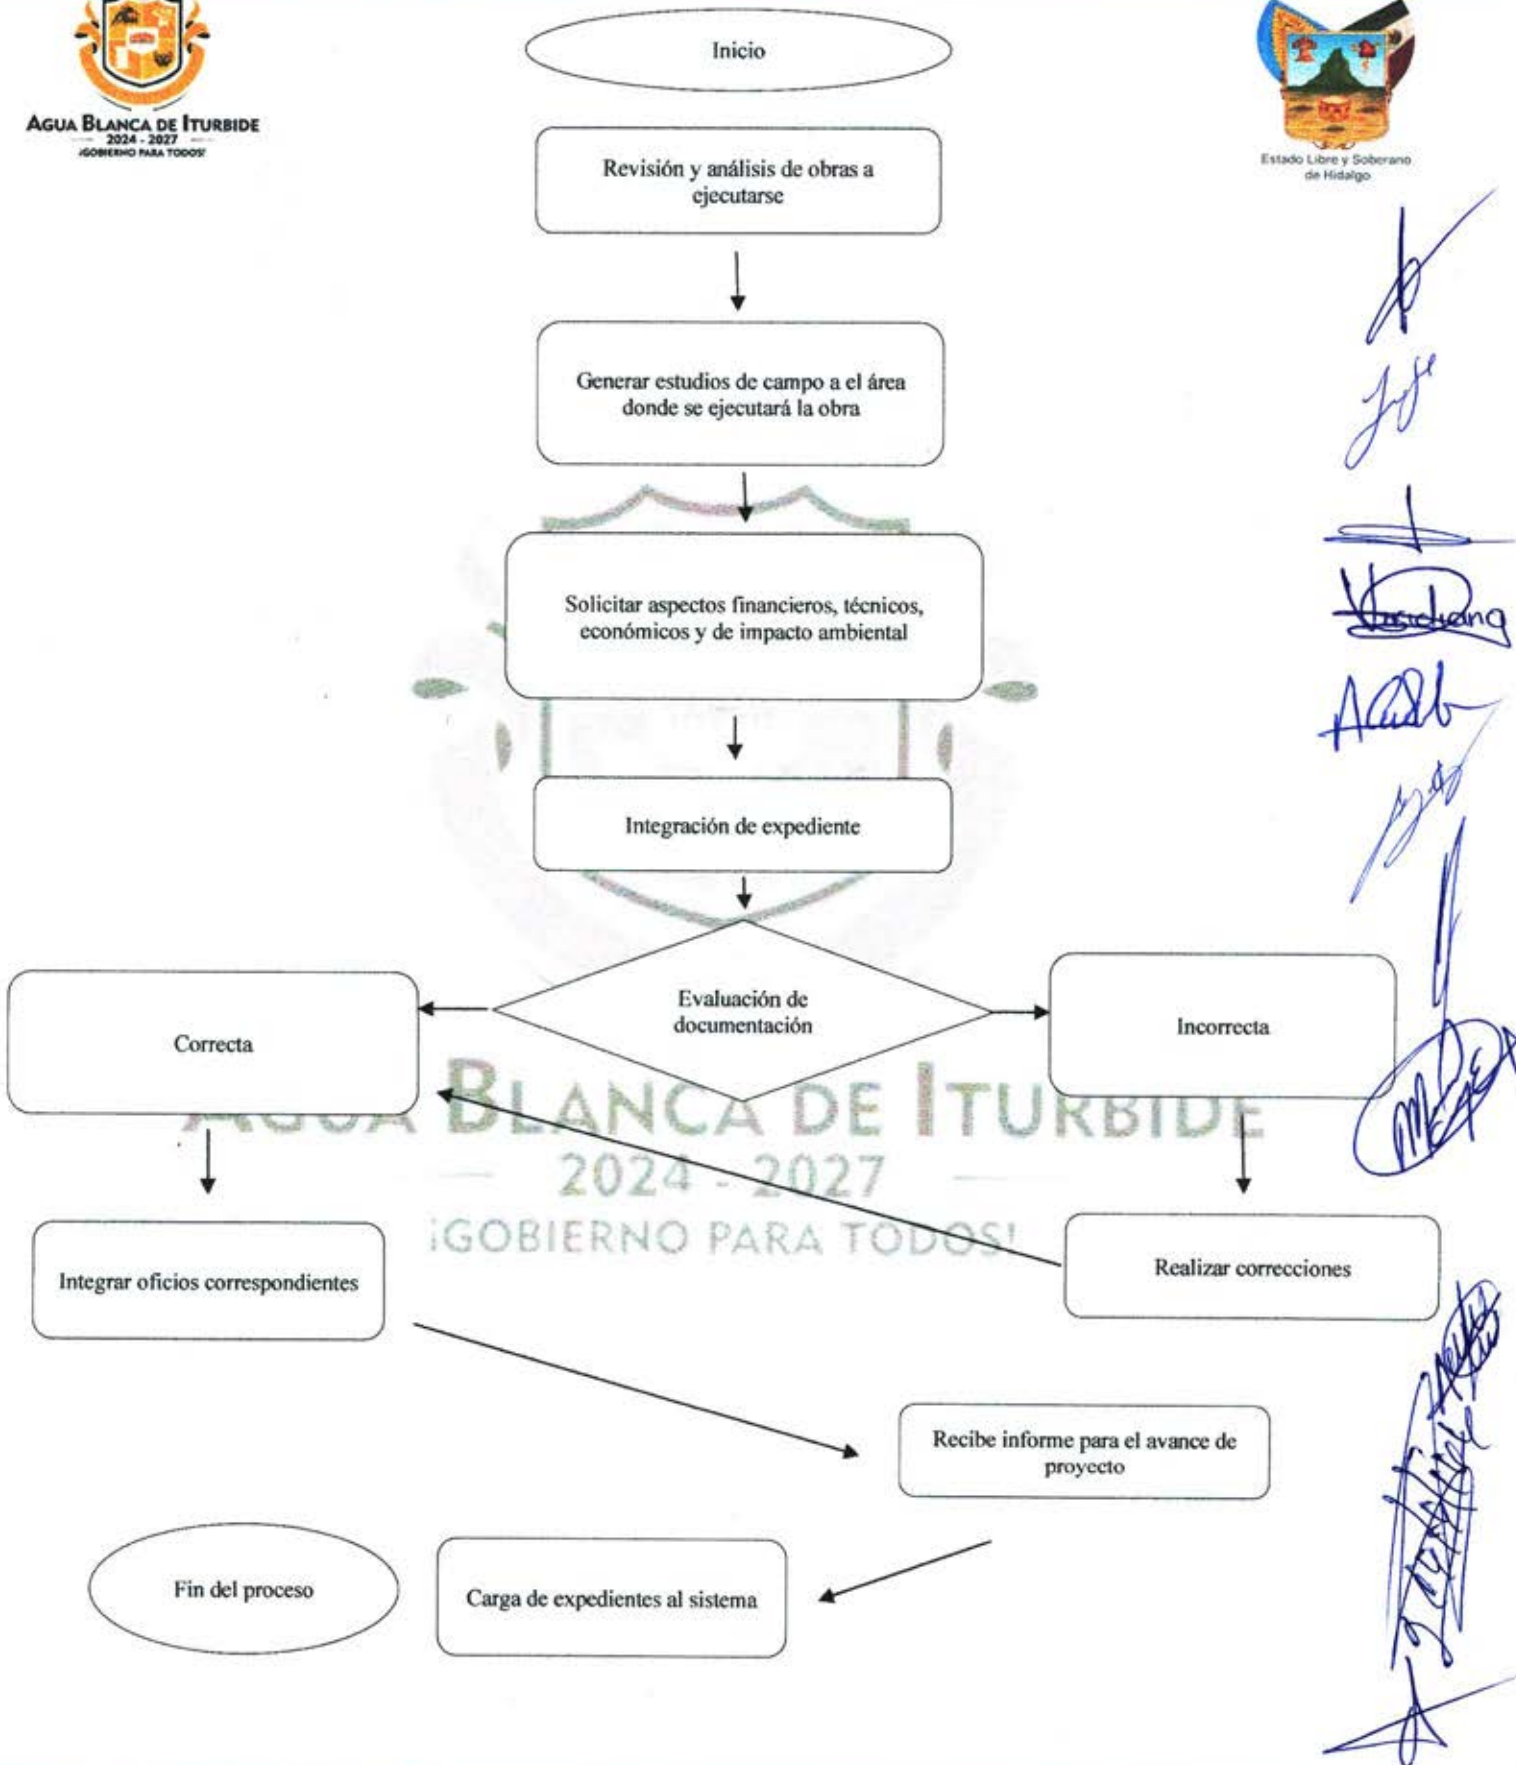 Inicio
AGUA BLANCA DE ITURBIDE
2024 - 2027
¡GOBIERNO PARA TODOS!
Estado Libre y Soberano
de Hidalgo
Revisión y análisis de obras a
ejecutarse
Generar estudios de campo a el área
donde se ejecutará la obra
Solicitar aspectos financieros, técnicos,
económicos y de impacto ambiental
Integración de expediente
Evaluación de
documentación
Correcta
Incorrecta
AGUA BLANCA DE ITURBIDE
2024 - 2027
¡GOBIERNO PARA TODOS!
Integrar oficios correspondientes
Realizar correcciones
Recibe informe para el avance de
proyecto
Carga de expedientes al sistema
Fin del proceso